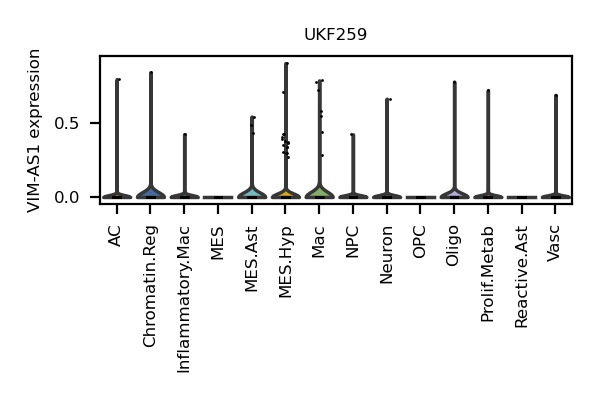 UKF259
VIM-AS1 expression
0.5
0.0
AC
Chromatin.Reg
Inflammatory.Mac
MES
MES.Ast
MES.Hyp
Mac
NPC
Neuron
OPC
Oligo
Prolif.Metab
Reactive.Ast
Vasc